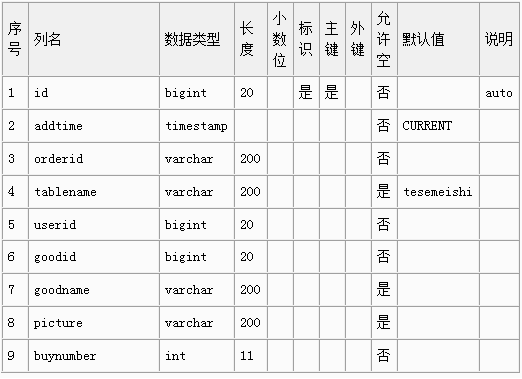 序号 列名 数据类型 长度 小数位 标识 主键 外键 允许空 默认值 说明
1 id bigint 20 是 是 否 auto
2 addtime timestamp 否 CURRENT
3 orderid varchar 200 否
4 tablename varchar 200 是 tesemeishi
5 userid bigint 20 否
6 goodid bigint 20 否
7 goodname varchar 200 是
8 picture varchar 200 是
9 buynumber int 11 否